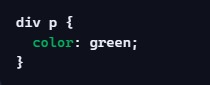 div p {
  color: green;
}